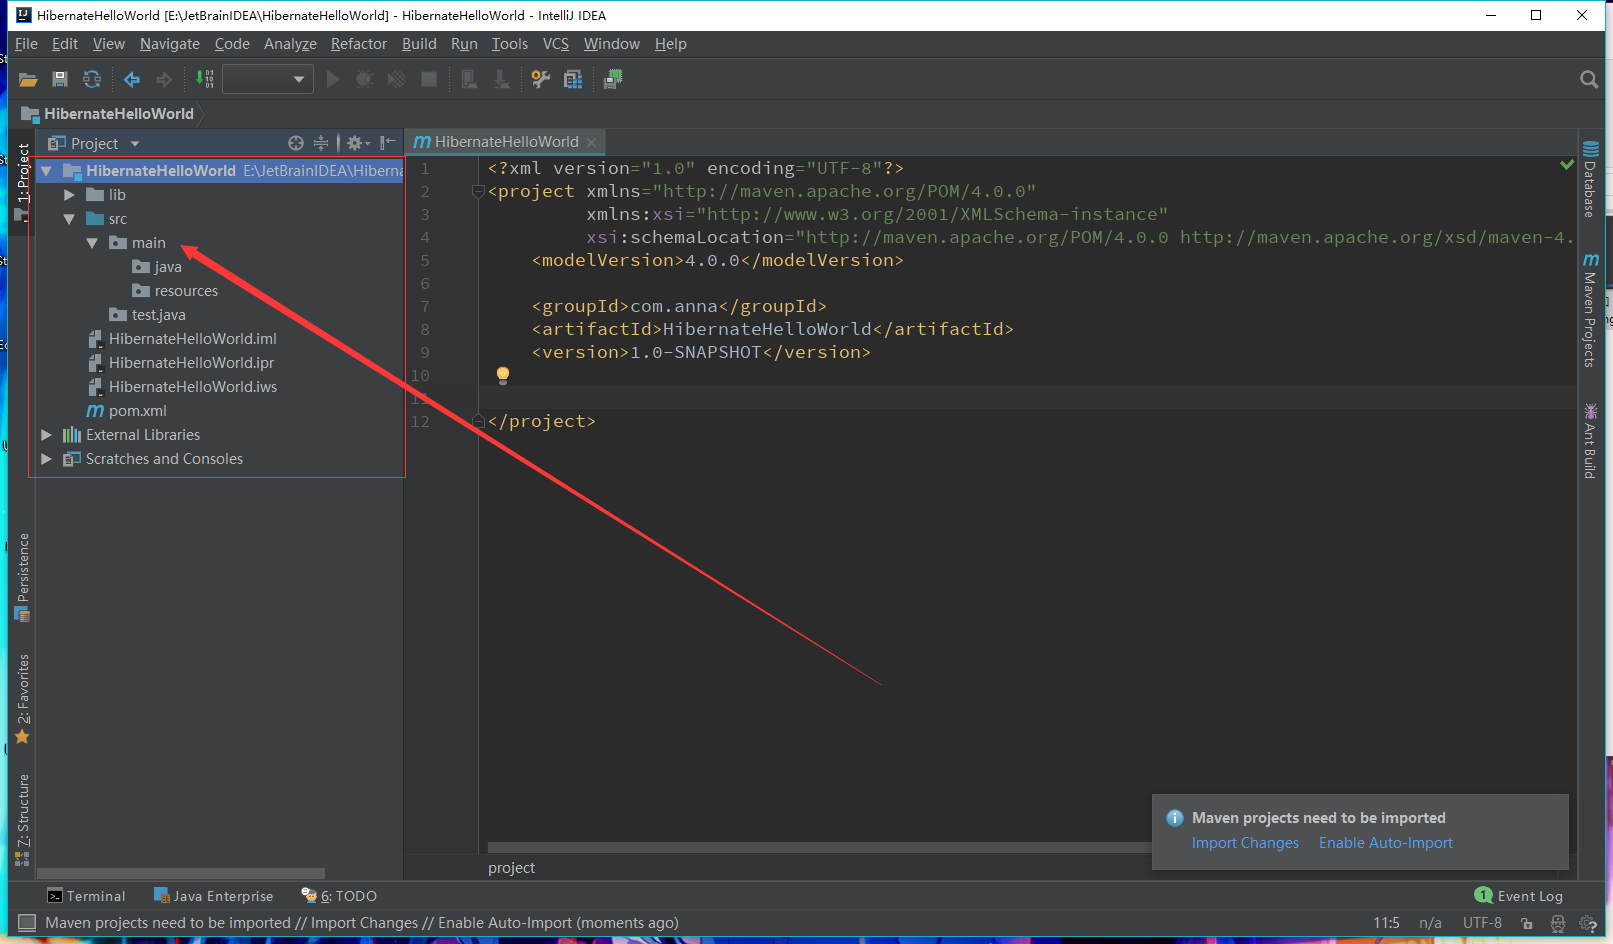 HibernateHelloWorld [E:\JetBrainIDEA\HibernateHelloWorld] - HibernateHelloWorld - IntelliJ IDEA
File Edit View Navigate Code Analyze Refactor Build Run Tools VCS Window Help
HibernateHelloWorld
Project
HibernateHelloWorld
1: Project
HibernateHelloWorld E:\JetBrainIDEA\Hiberna
lib
src
main
java
resources
test.java
HibernateHelloWorld.iml
HibernateHelloWorld.ipr
HibernateHelloWorld.iws
pom.xml
External Libraries
Scratches and Consoles
Persistence
2: Favorites
7: Structure
1 <?xml version="1.0" encoding="UTF-8"?>
2 <project xmlns="http://maven.apache.org/POM/4.0.0"
3 xmlns:xsi="http://www.w3.org/2001/XMLSchema-instance"
4 xsi:schemaLocation="http://maven.apache.org/POM/4.0.0 http://maven.apache.org/xsd/maven-4.
5 <modelVersion>4.0.0</modelVersion>
6
7 <groupId>com.anna</groupId>
8 <artifactId>HibernateHelloWorld</artifactId>
9 <version>1.0-SNAPSHOT</version>
10
11
12 </project>
Database
Maven Projects
Ant Build
Maven projects need to be imported
Import Changes Enable Auto-Import
project
Terminal Java Enterprise 6: TODO
1 Event Log
Maven projects need to be imported // Import Changes // Enable Auto-Import (moments ago)
11:5 n/a UTF-8